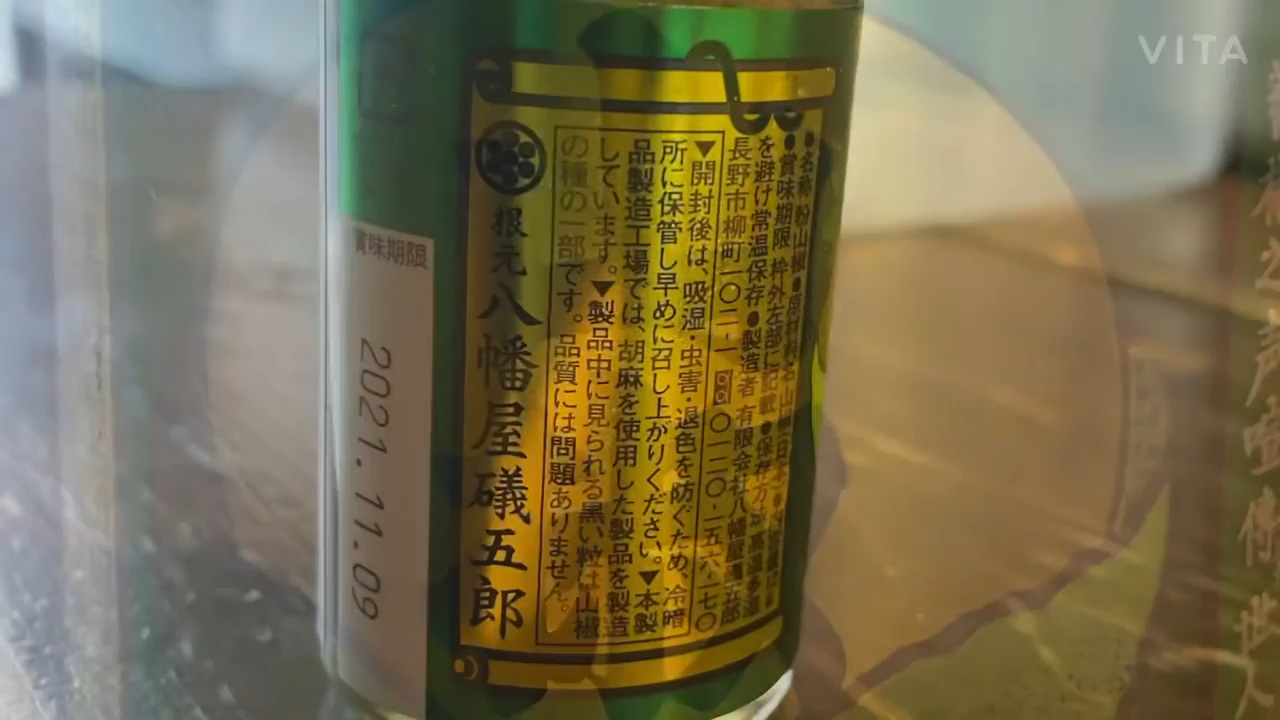 VITA
●名称 粉山椒●原材料名 山椒
●賞味期限 枠外左部に記載●保存方法 高温多湿
を避け常温保存●製造者 有限会社八幡屋礒五郎
長野市柳町一〇二-一 〇一二〇-一五六-一七〇
▼開封後は、吸湿・虫害・退色を防ぐため、冷暗
所に保管し早めに召し上がりください。▼本製
品製造工場では、胡麻を使用した製品を製造
しています。▼製品中に見られる黒い粒は山椒
の種の一部です。品質には問題ありません。
根元 八幡屋礒五郎
賞味期限
2021.11.09